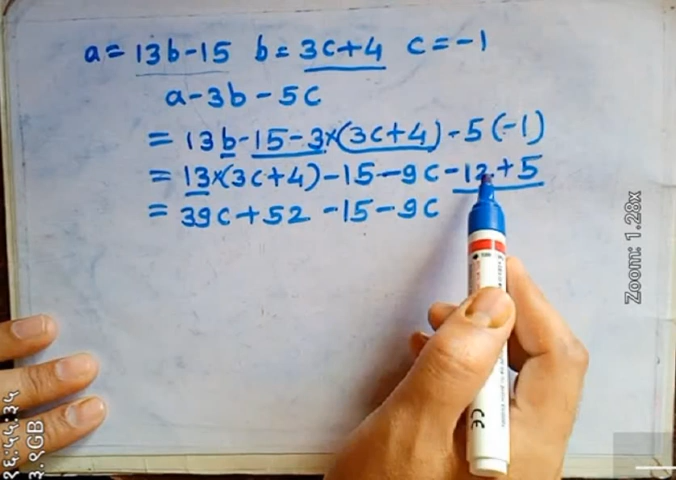 a = 13b - 15 b = 3c + 4 c = -1
a - 3b - 5c
= 13b - 15 - 3 × (3c + 4) - 5 (-1)
= 13 × (3c + 4) - 15 - 9c - 12 + 5
= 39c + 52 - 15 - 9c
Zoom: 1.28x
CE